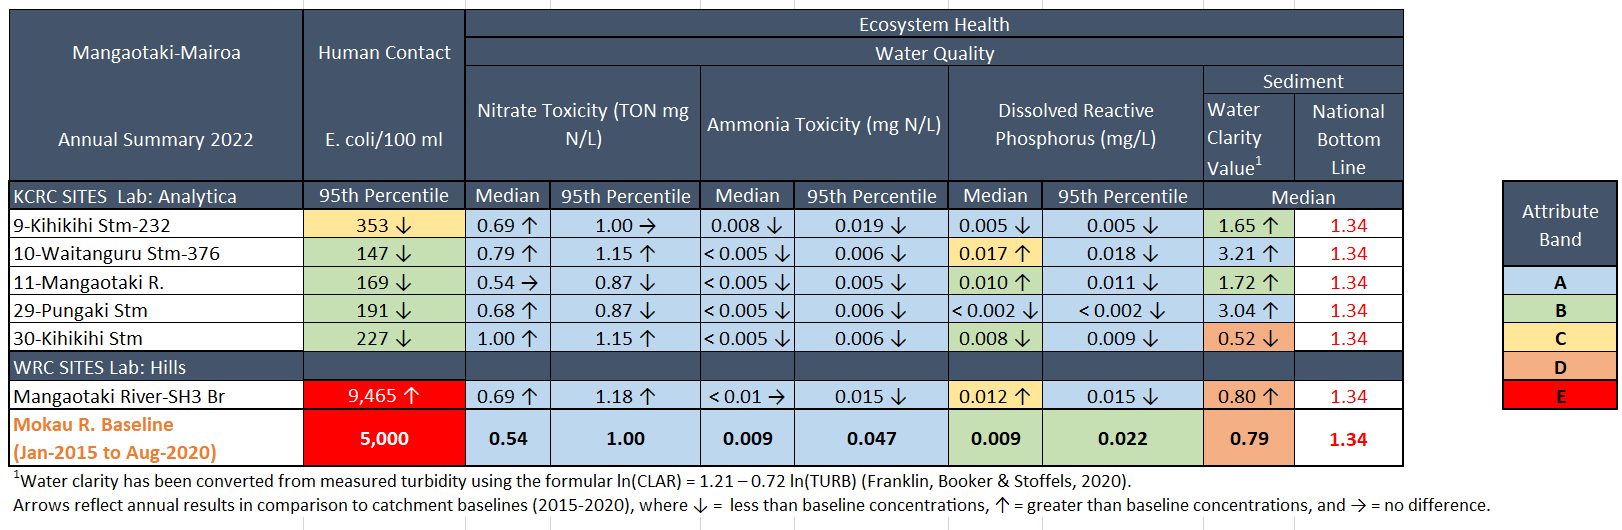 Ecosystem Health
Mangaotaki-Mairoa Human Contact Water Quality
Sediment
Nitrate Toxicity (TON mg N/L) Ammonia Toxicity (mg N/L) Dissolved Reactive Phosphorus (mg/L) Water Clarity Value1 National Bottom Line
Annual Summary 2022 E. coli/100 ml
KCRC SITES Lab: Analytica 95th Percentile Median 95th Percentile Median 95th Percentile Median 95th Percentile Median
9-Kihikihi Stm-232 353 ↓ 0.69 ↑ 1.00 → 0.008 ↓ 0.019 ↓ 0.005 ↓ 0.005 ↓ 1.65 ↑ 1.34
10-Waitanguru Stm-376 147 ↓ 0.79 ↑ 1.15 ↑ < 0.005 ↓ 0.006 ↓ 0.017 ↑ 0.018 ↓ 3.21 ↑ 1.34
11-Mangaotaki R. 169 ↓ 0.54 → 0.87 ↓ < 0.005 ↓ 0.005 ↓ 0.010 ↑ 0.011 ↓ 1.72 ↑ 1.34
29-Pungaki Stm 191 ↓ 0.68 ↑ 0.87 ↓ < 0.005 ↓ 0.006 ↓ < 0.002 ↓ < 0.002 ↓ 3.04 ↑ 1.34
30-Kihikihi Stm 227 ↓ 1.00 ↑ 1.15 ↑ < 0.005 ↓ 0.006 ↓ 0.008 ↓ 0.009 ↓ 0.52 ↓ 1.34
WRC SITES Lab: Hills
Mangaotaki River-SH3 Br 9,465 ↑ 0.69 ↑ 1.18 ↑ < 0.01 → 0.015 ↓ 0.012 ↑ 0.015 ↓ 0.80 ↑ 1.34
Mokau R. Baseline
(Jan-2015 to Aug-2020) 5,000 0.54 1.00 0.009 0.047 0.009 0.022 0.79 1.34
1Water clarity has been converted from measured turbidity using the formular ln(CLAR) = 1.21 – 0.72 ln(TURB) (Franklin, Booker & Stoffels, 2020).
Arrows reflect annual results in comparison to catchment baselines (2015-2020), where ↓ = less than baseline concentrations, ↑ = greater than baseline concentrations, and → = no difference.
Attribute
Band
A
B
C
D
E